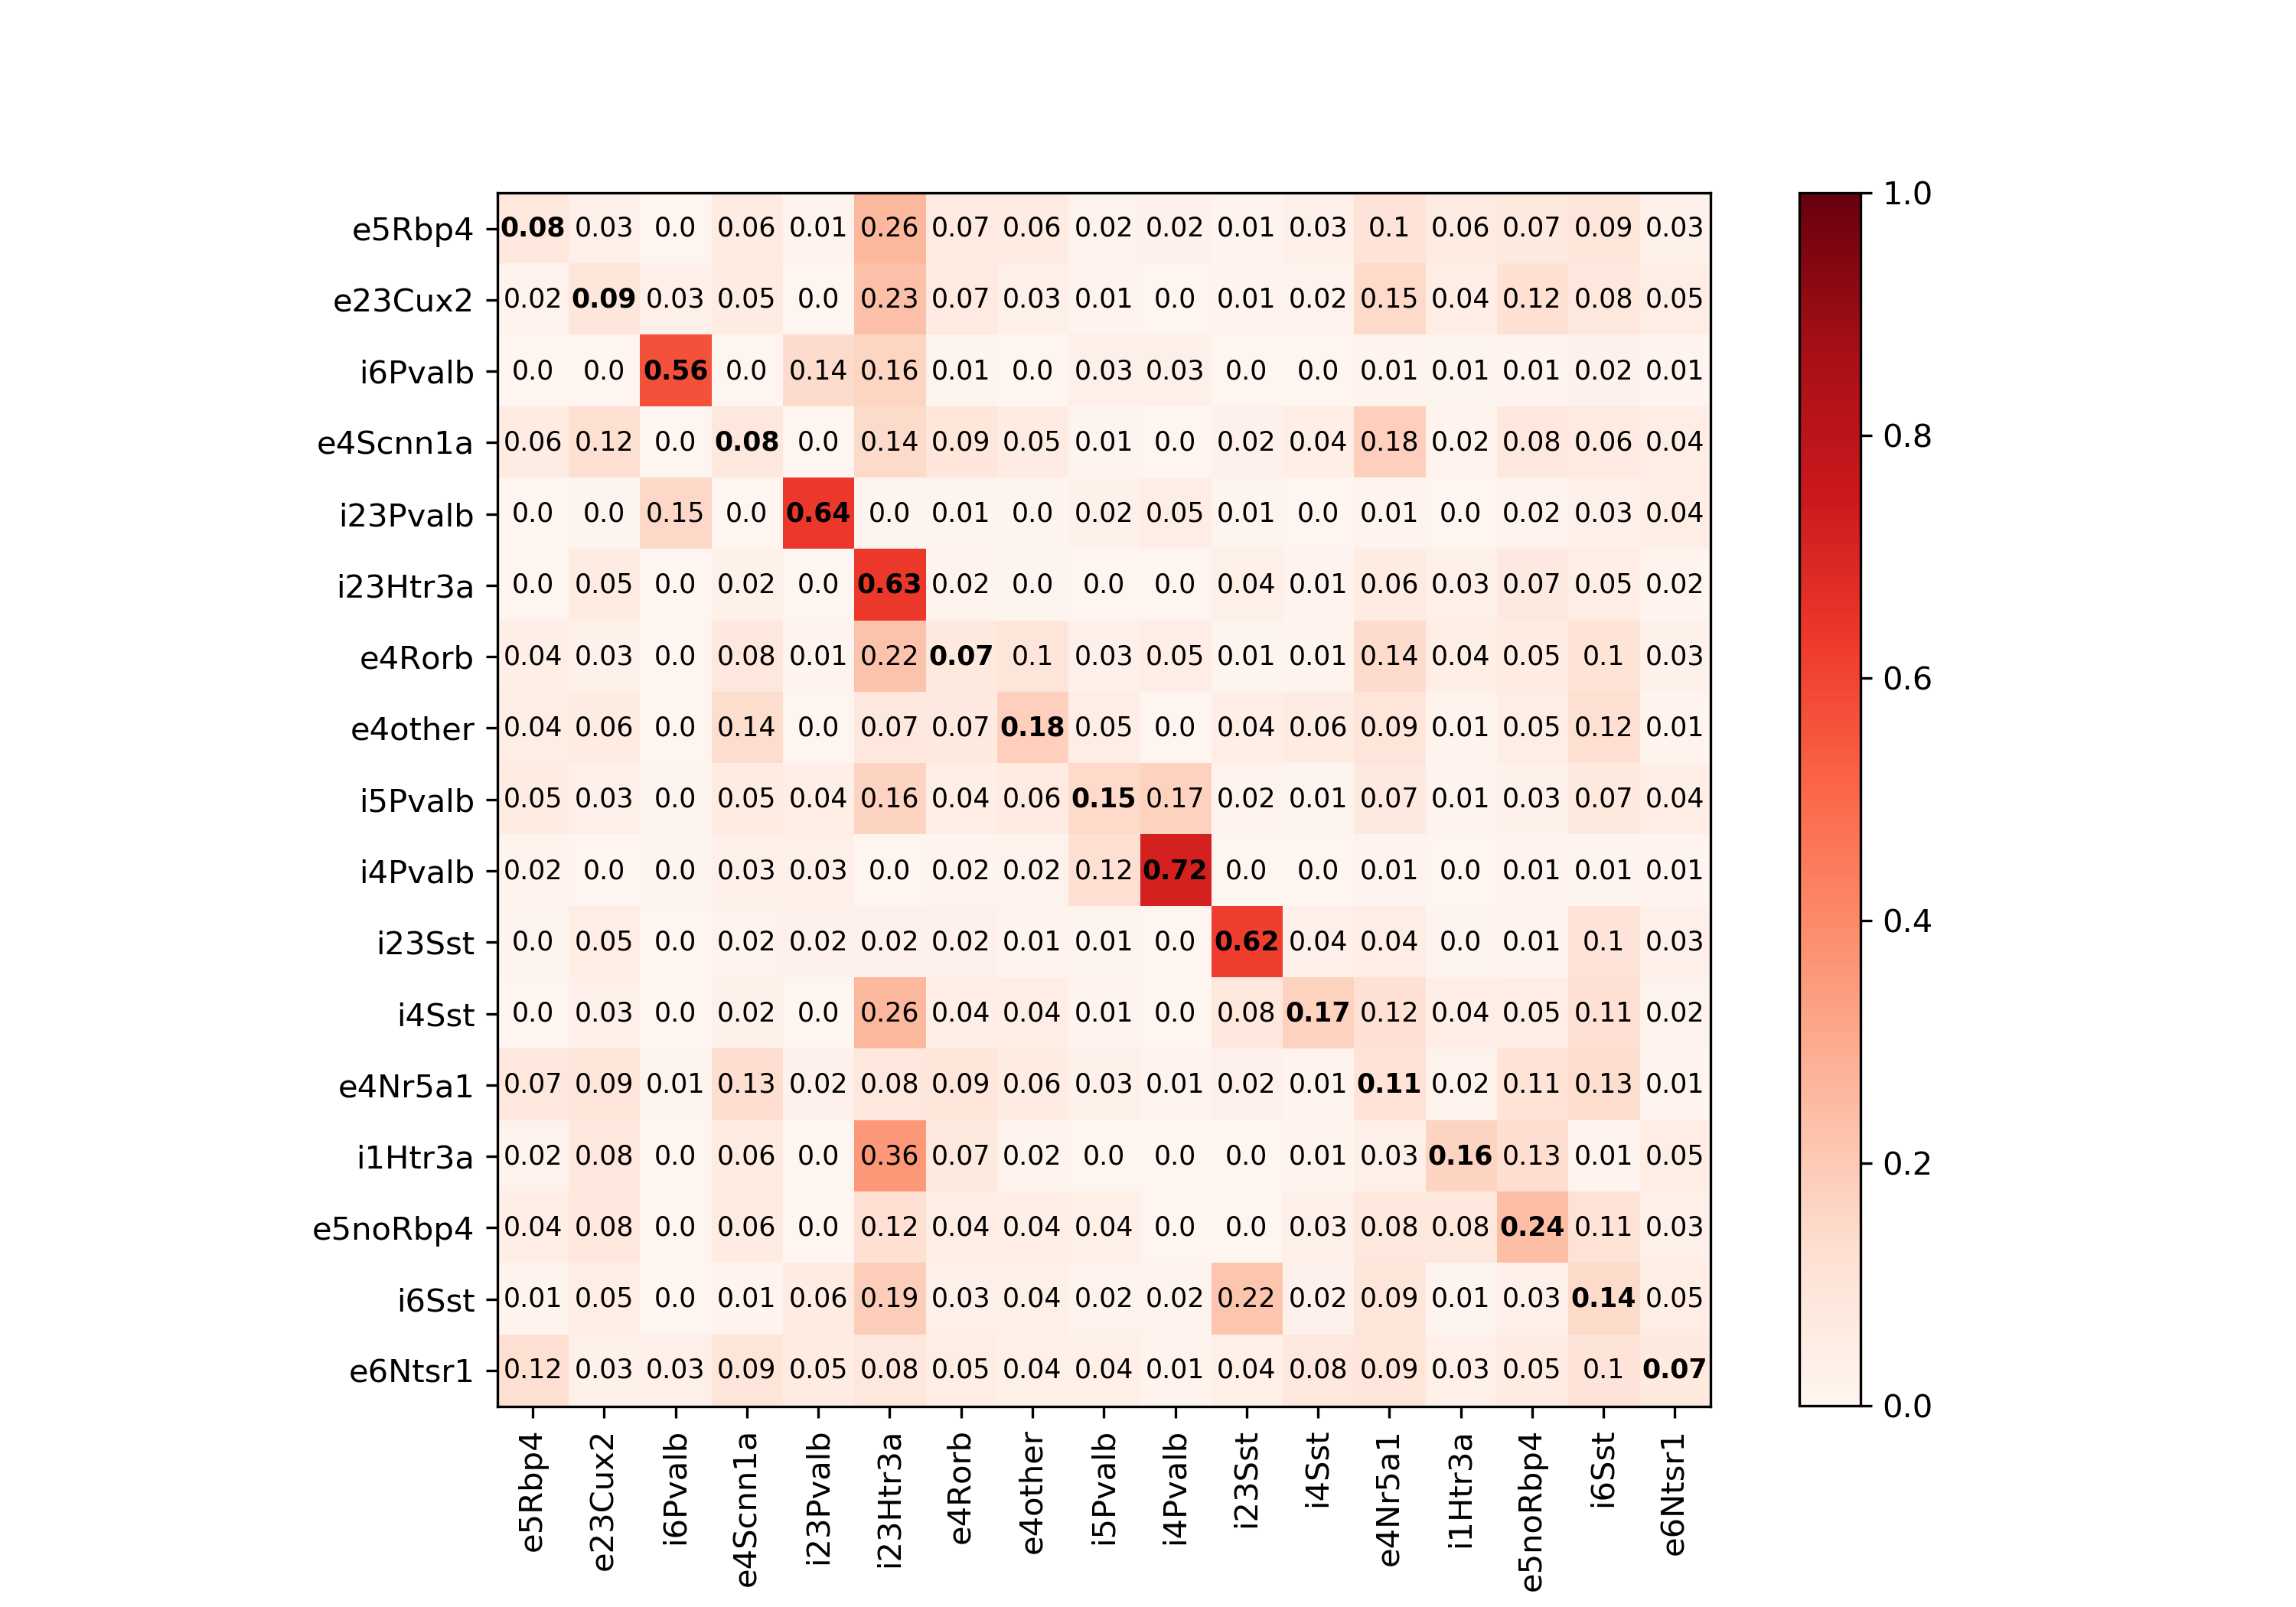 e5Rbp4 0.08 0.03 0.0 0.06 0.01 0.26 0.07 0.06 0.02 0.02 0.01 0.03 0.1 0.06 0.07 0.09 0.03
e23Cux2 0.02 0.09 0.03 0.05 0.0 0.23 0.07 0.03 0.01 0.0 0.01 0.02 0.15 0.04 0.12 0.08 0.05
i6Pvalb 0.0 0.0 0.56 0.0 0.14 0.16 0.01 0.0 0.03 0.03 0.0 0.0 0.01 0.01 0.01 0.02 0.01
e4Scnn1a 0.06 0.12 0.0 0.08 0.0 0.14 0.09 0.05 0.01 0.0 0.02 0.04 0.18 0.02 0.08 0.06 0.04
i23Pvalb 0.0 0.0 0.15 0.0 0.64 0.0 0.01 0.0 0.02 0.05 0.01 0.0 0.01 0.0 0.02 0.03 0.04
i23Htr3a 0.0 0.05 0.0 0.02 0.0 0.63 0.02 0.0 0.0 0.0 0.04 0.01 0.06 0.03 0.07 0.05 0.02
e4Rorb 0.04 0.03 0.0 0.08 0.01 0.22 0.07 0.1 0.03 0.05 0.01 0.01 0.14 0.04 0.05 0.1 0.03
e4other 0.04 0.06 0.0 0.14 0.0 0.07 0.07 0.18 0.05 0.0 0.04 0.06 0.09 0.01 0.05 0.12 0.01
i5Pvalb 0.05 0.03 0.0 0.05 0.04 0.16 0.04 0.06 0.15 0.17 0.02 0.01 0.07 0.01 0.03 0.07 0.04
i4Pvalb 0.02 0.0 0.0 0.03 0.03 0.0 0.02 0.02 0.12 0.72 0.0 0.0 0.01 0.0 0.01 0.01 0.01
i23Sst 0.0 0.05 0.0 0.02 0.02 0.02 0.02 0.01 0.01 0.0 0.62 0.04 0.04 0.0 0.01 0.1 0.03
i4Sst 0.0 0.03 0.0 0.02 0.0 0.26 0.04 0.04 0.01 0.0 0.08 0.17 0.12 0.04 0.05 0.11 0.02
e4Nr5a1 0.07 0.09 0.01 0.13 0.02 0.08 0.09 0.06 0.03 0.01 0.02 0.01 0.11 0.02 0.11 0.13 0.01
i1Htr3a 0.02 0.08 0.0 0.06 0.0 0.36 0.07 0.02 0.0 0.0 0.0 0.01 0.03 0.16 0.13 0.01 0.05
e5noRbp4 0.04 0.08 0.0 0.06 0.0 0.12 0.04 0.04 0.04 0.0 0.0 0.03 0.08 0.08 0.24 0.11 0.03
i6Sst 0.01 0.05 0.0 0.01 0.06 0.19 0.03 0.04 0.02 0.02 0.22 0.02 0.09 0.01 0.03 0.14 0.05
e6Ntsr1 0.12 0.03 0.03 0.09 0.05 0.08 0.05 0.04 0.04 0.01 0.04 0.08 0.09 0.03 0.05 0.1 0.07
e5Rbp4
e23Cux2
i6Pvalb
e4Scnn1a
i23Pvalb
i23Htr3a
e4Rorb
e4other
i5Pvalb
i4Pvalb
i23Sst
i4Sst
e4Nr5a1
i1Htr3a
e5noRbp4
i6Sst
e6Ntsr1
1.0
0.8
0.6
0.4
0.2
0.0